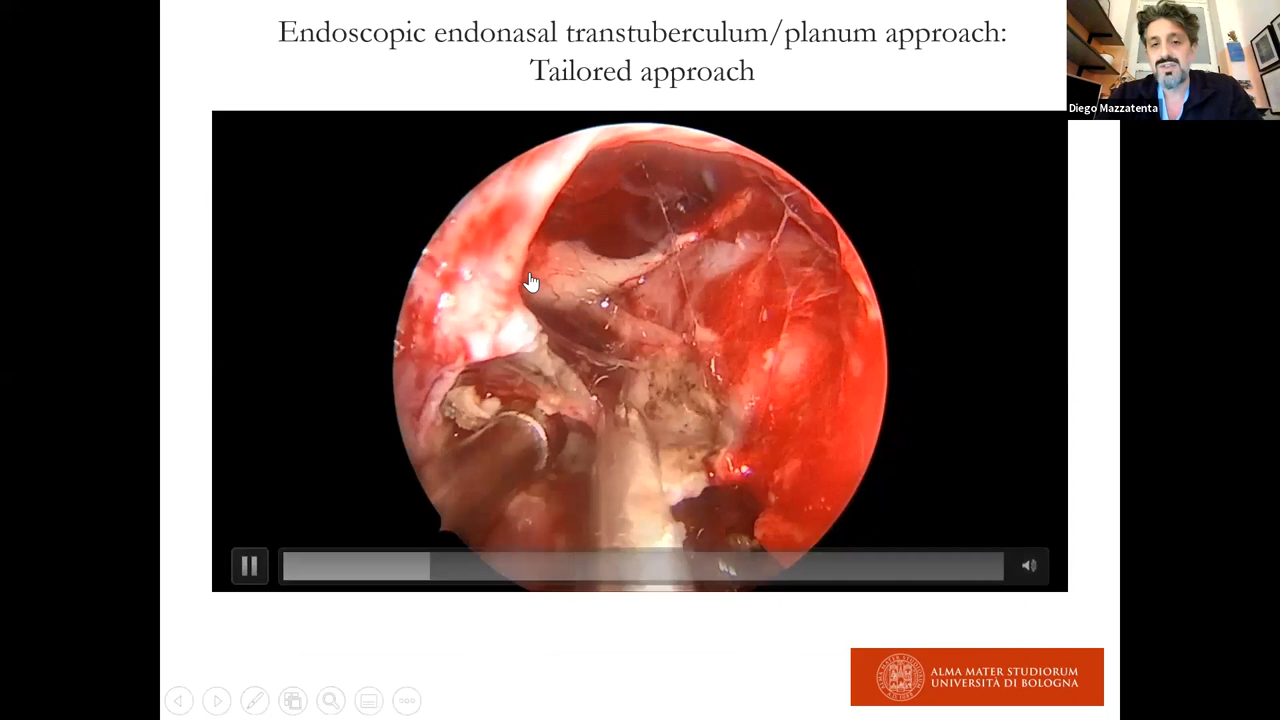 Endoscopic endonasal transtuberculum/planum approach:
Tailored approach
Diego Mazzatenta
ALMA MATER STUDIORUM
UNIVERSITÀ DI BOLOGNA